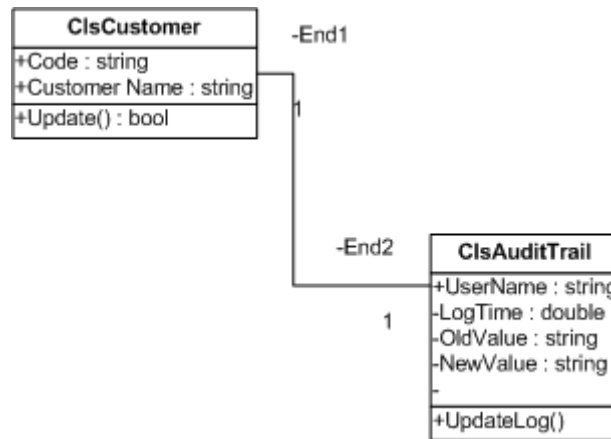 ClsCustomer
+Code : string
+Customer Name : string
+Update() : bool
-End1
1
-End2
1
ClsAuditTrail
+UserName : string
-LogTime : double
-OldValue : string
-NewValue : string
-
+UpdateLog()